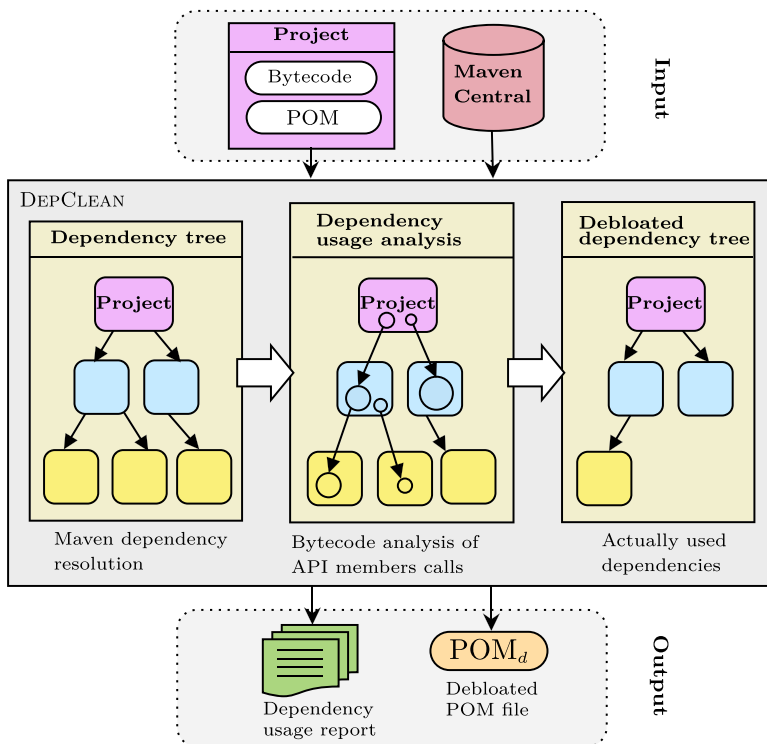 Project
Bytecode
POM
Maven
Central
Input
DEPCLEAN
Dependency tree
Project
Maven dependency
resolution
Dependency
usage analysis
Project
Bytecode analysis of
API members calls
Debloated
dependency tree
Project
Actually used
dependencies
Dependency
usage report
POMd
Debloated
POM file
Output